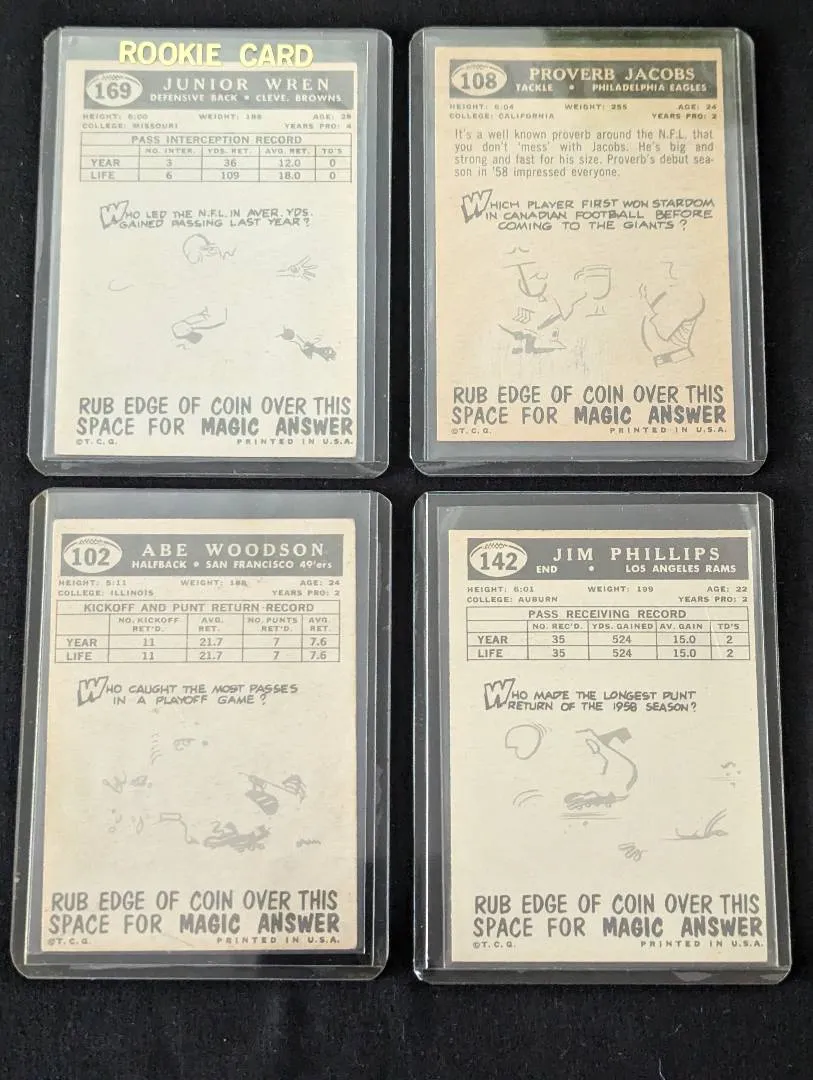 ROOKIE CARD
169
JUNIOR WREN
DEFENSIVE BACK • CLEVE. BROWNS
HEIGHT: 6:00 WEIGHT: 188 AGE: 28
COLLEGE: MISSOURI YEARS PRO: 4
PASS INTERCEPTION RECORD
NO. INTER. YDS. RET. AVG. RET. TD'S
YEAR 3 36 12.0 0
LIFE 6 109 18.0 0
WHO LED THE N.F.L. IN AVER. YDS.
GAINED PASSING LAST YEAR?
RUB EDGE OF COIN OVER THIS
SPACE FOR MAGIC ANSWER
©T.C.G. PRINTED IN U.S.A.
108
PROVERB JACOBS
TACKLE • PHILADELPHIA EAGLES
HEIGHT: 6:04 WEIGHT: 255 AGE: 24
COLLEGE: CALIFORNIA YEARS PRO: 2
It's a well known proverb around the N.F.L. that
you don't 'mess' with Jacobs. He's big and
strong and fast for his size. Proverb's debut sea-
son in '58 impressed everyone.
WHICH PLAYER FIRST WON STARDOM
IN CANADIAN FOOTBALL BEFORE
COMING TO THE GIANTS?
RUB EDGE OF COIN OVER THIS
SPACE FOR MAGIC ANSWER
©T.C.G. PRINTED IN U.S.A.
102
ABE WOODSON
HALFBACK • SAN FRANCISCO 49'ers
HEIGHT: 5:11 WEIGHT: 188 AGE: 24
COLLEGE: ILLINOIS YEARS PRO: 2
KICKOFF AND PUNT RETURN RECORD
NO. KICKOFF AVG. NO. PUNTS AVG.
RET'D. RET. RET'D. RET.
YEAR 11 21.7 7 7.6
LIFE 11 21.7 7 7.6
WHO CAUGHT THE MOST PASSES
IN A PLAYOFF GAME?
RUB EDGE OF COIN OVER THIS
SPACE FOR MAGIC ANSWER
©T.C.G. PRINTED IN U.S.A.
142
JIM PHILLIPS
END • LOS ANGELES RAMS
HEIGHT: 6:01 WEIGHT: 199 AGE: 22
COLLEGE: AUBURN YEARS PRO: 2
PASS RECEIVING RECORD
NO. REC'D. YDS. GAINED AV. GAIN TD'S
YEAR 35 524 15.0 2
LIFE 35 524 15.0 2
WHO MADE THE LONGEST PUNT
RETURN OF THE 1958 SEASON?
RUB EDGE OF COIN OVER THIS
SPACE FOR MAGIC ANSWER
©T.C.G. PRINTED IN U.S.A.